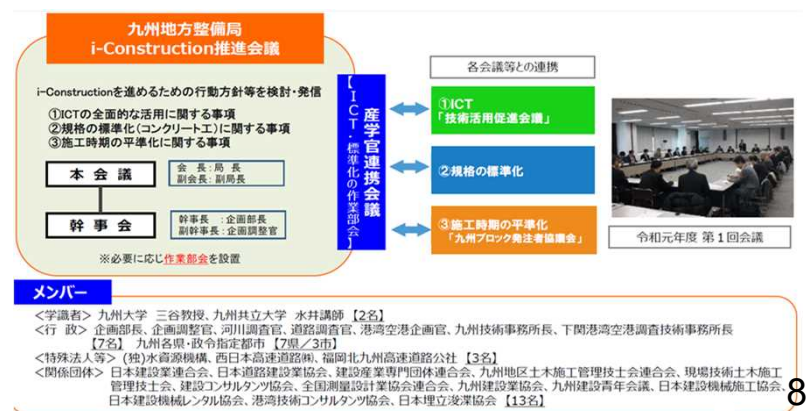 九州地方整備局
i-Construction推進会議
i-Constructionを進めるための行動方針等を検討・発信
①ICTの全面的な活用に関する事項
②規格の標準化(コンクリート工)に関する事項
③施工時期の平準化に関する事項
本会議
会 長:局 長
副会長:副局長
幹事会
幹事長 :企画部長
副幹事長:企画調整官
※必要に応じ作業部会を設置
産学官連携会議
【ICT・標準化の作業部会】
各会議等との連携
①ICT
「技術活用促進会議」
②規格の標準化
③施工時期の平準化
「九州ブロック発注者協議会」
令和元年度 第1回会議
メンバー
<学識者> 九州大学 三谷教授、九州共立大学 水井講師 【2名】
<行 政> 企画部長、企画調整官、河川調査官、道路調査官、港湾空港企画官、九州技術事務所長、下関港湾空港調査技術事務所長
【7名】 九州各県・政令指定都市 【7県/3市】
<特殊法人等> (独)水資源機構、西日本高速道路㈱、福岡北九州高速道路公社 【3名】
<関係団体> 日本建設業連合会、日本道路建設業協会、建設産業専門団体連合会、九州地区土木施工管理技士会連合会、現場技術土木施工
管理技士会、建設コンサルタンツ協会、全国測量設計業協会連合会、九州建設業協会、九州建設青年会議、日本建設機械施工協会、
日本建設機械レンタル協会、港湾技術コンサルタンツ協会、日本埋立浚渫協会 【13名】
8